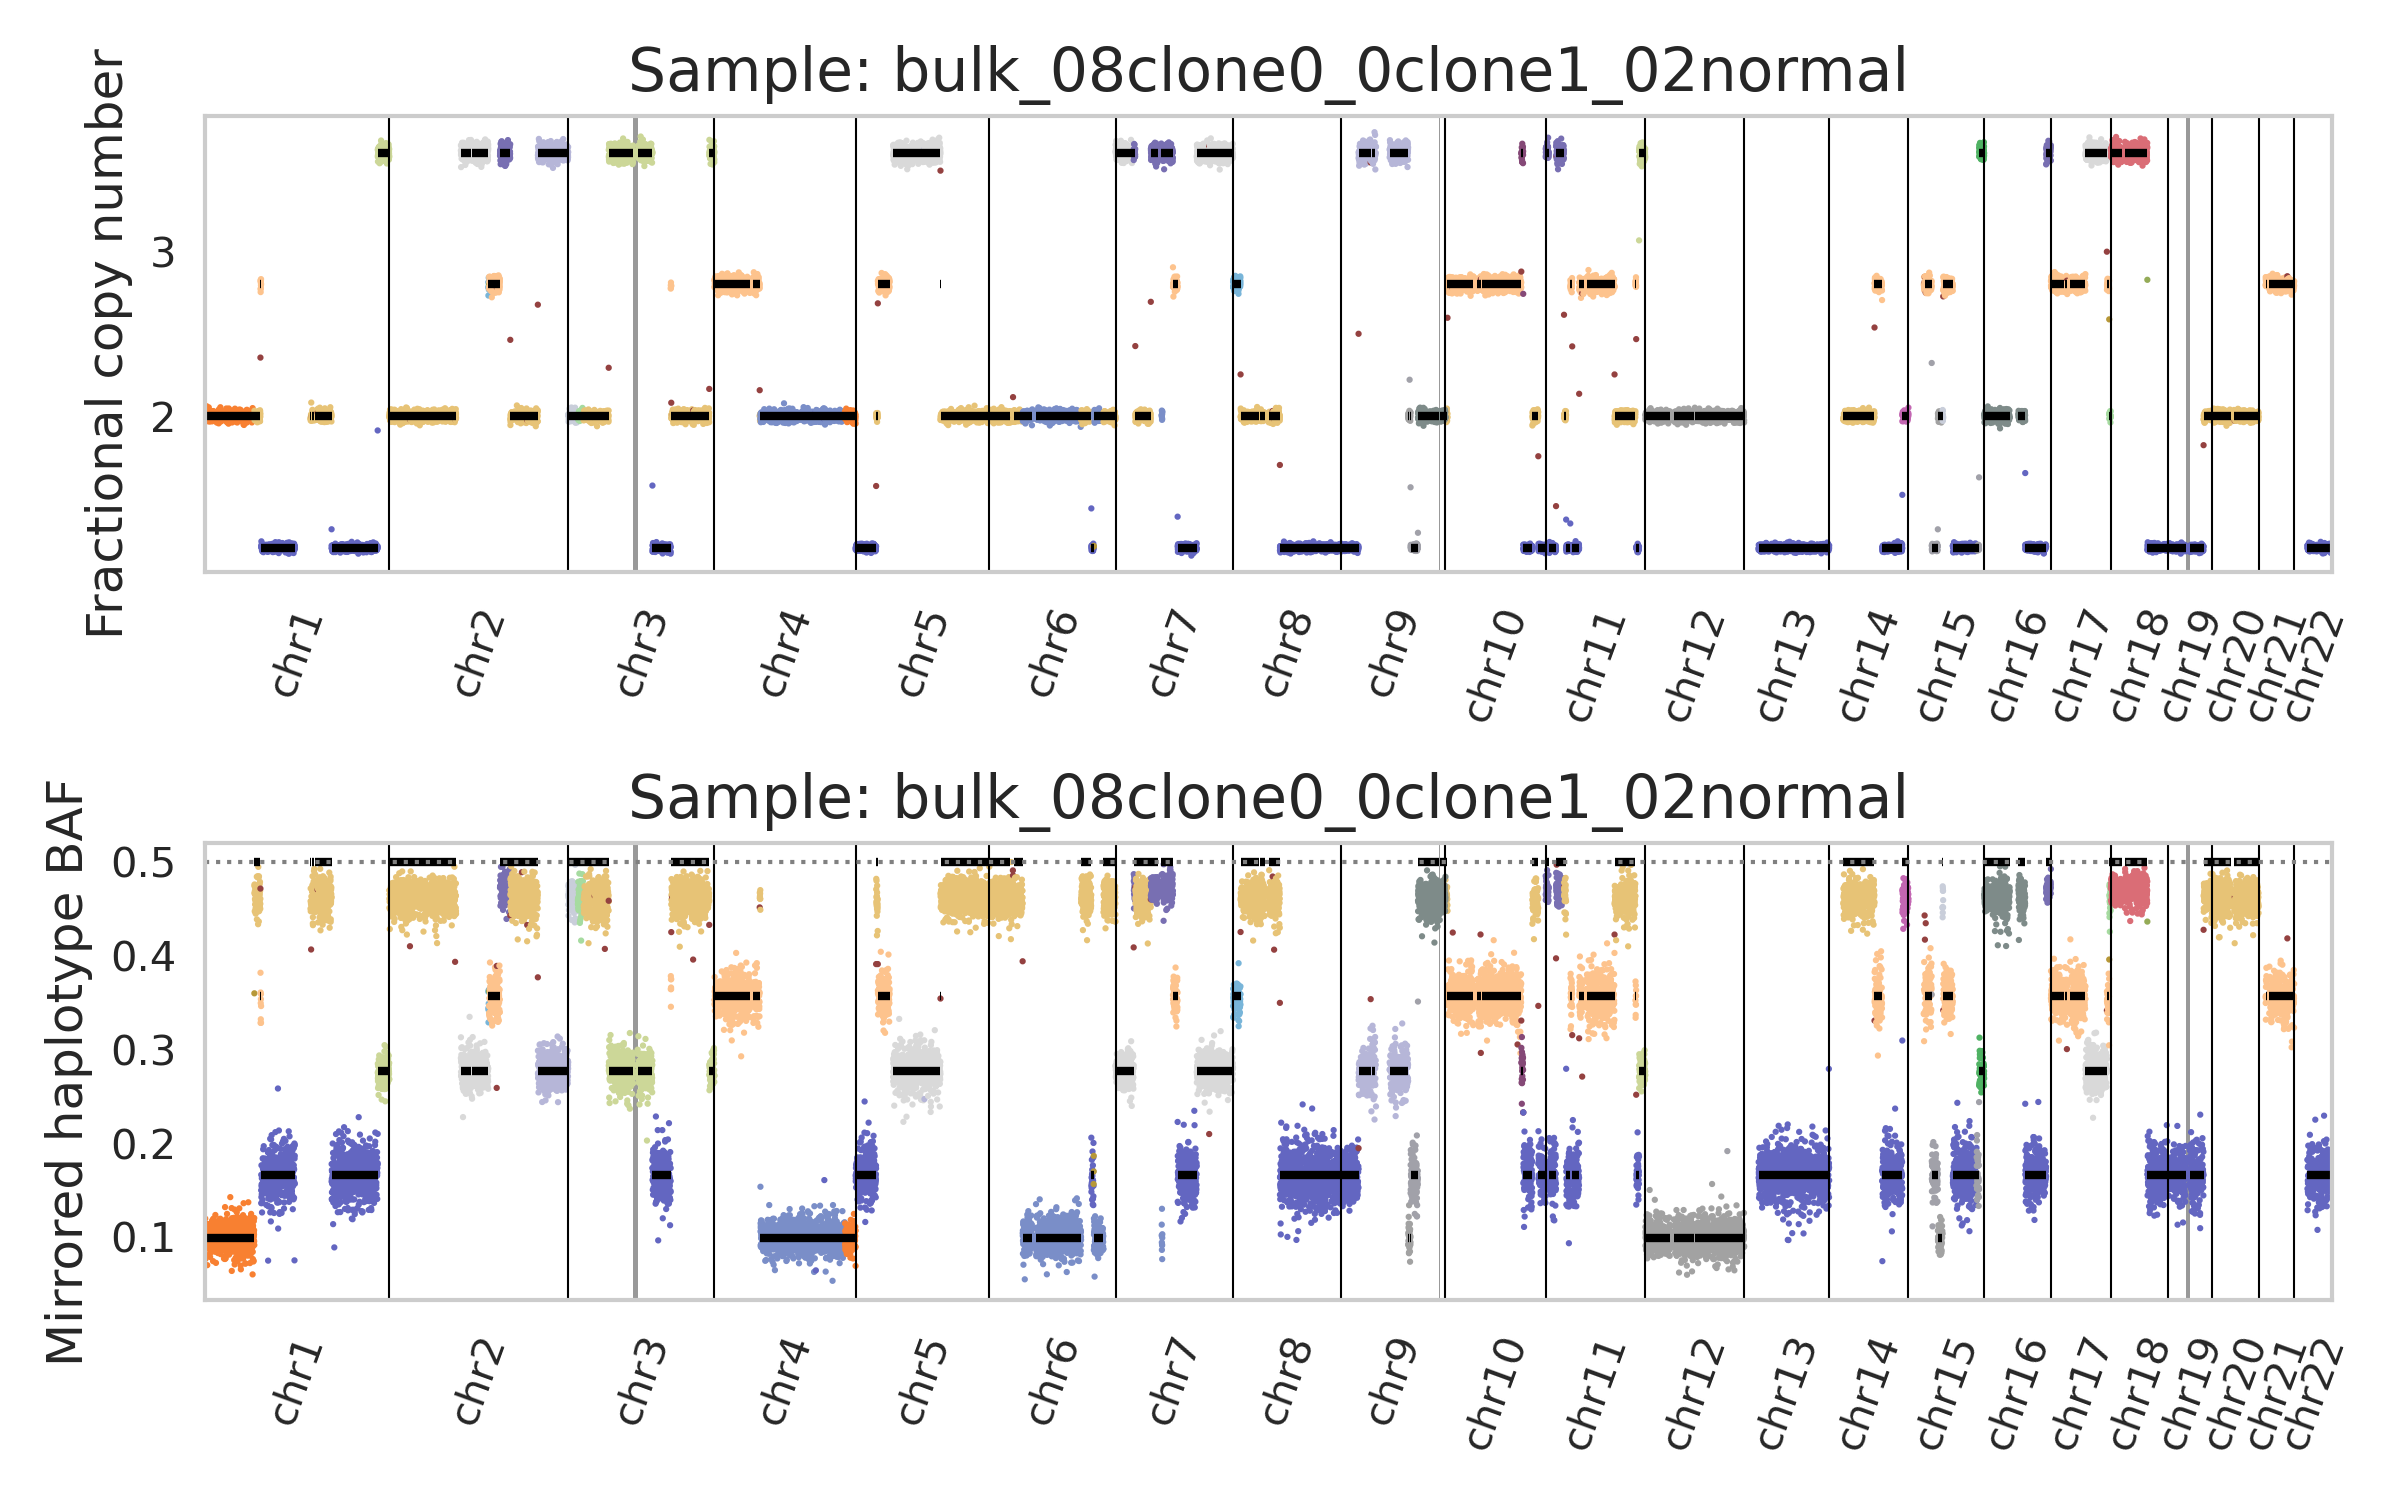 Sample: bulk_08clone0_0clone1_02normal
Fractional copy number
3
2
chr1
chr2
chr3
chr4
chr5
chr6
chr7
chr8
chr9
chr10
chr11
chr12
chr13
chr14
chr15
chr16
chr17
chr18
chr19
chr20
chr21
chr22
Sample: bulk_08clone0_0clone1_02normal
Mirrored haplotype BAF
0.5
0.4
0.3
0.2
0.1
chr1
chr2
chr3
chr4
chr5
chr6
chr7
chr8
chr9
chr10
chr11
chr12
chr13
chr14
chr15
chr16
chr17
chr18
chr19
chr20
chr21
chr22